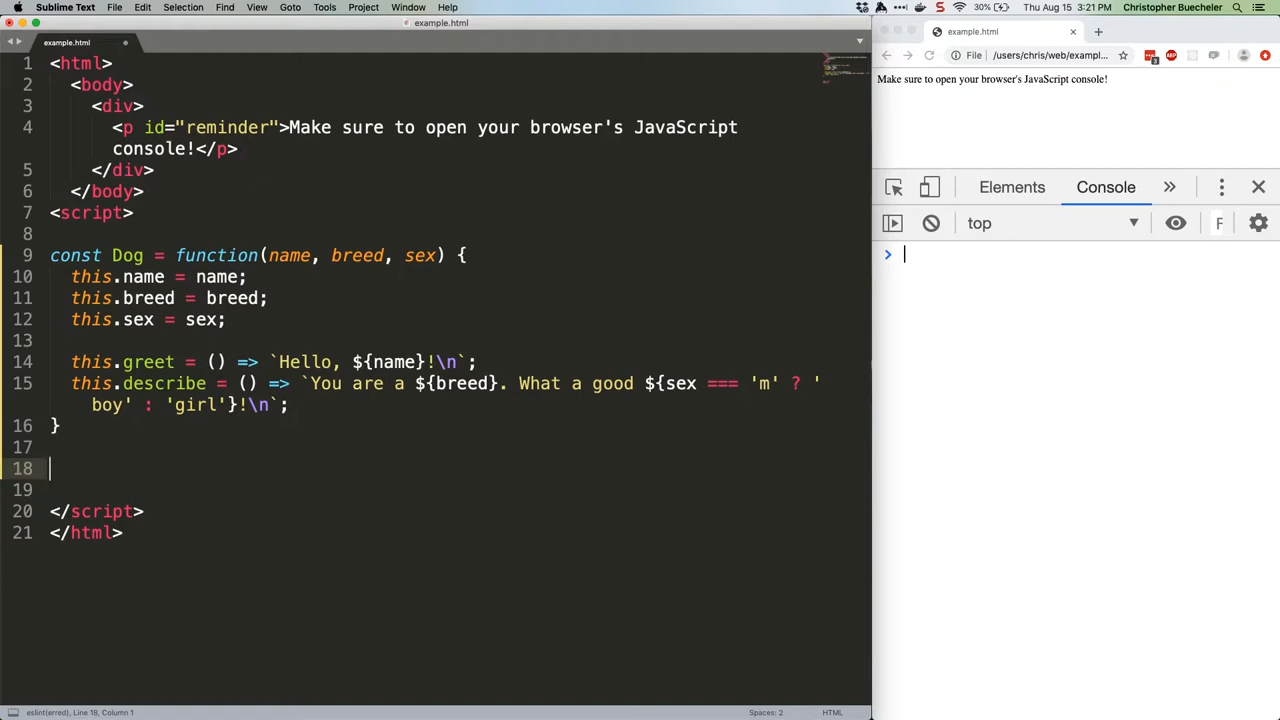 Sublime Text File Edit Selection Find View Goto Tools Project Window Help 30% Thu Aug 15 3:21 PM Christopher Buecheler
example.html
example.html
1 <html>
2 <body>
3 <div>
4 <p id="reminder">Make sure to open your browser's JavaScript
console!</p>
5 </div>
6 </body>
7 <script>
8
9 const Dog = function(name, breed, sex) {
10 this.name = name;
11 this.breed = breed;
12 this.sex = sex;
13
14 this.greet = () => `Hello, ${name}!\n`;
15 this.describe = () => `You are a ${breed}. What a good ${sex === 'm' ? '
boy' : 'girl'}!\n`;
16 }
17
18
19
20 </script>
21 </html>
eslint(erred), Line 18, Column 1 Spaces: 2 HTML
example.html
File /users/chris/web/exampl...
Make sure to open your browser's JavaScript console!
Elements Console »
top F
>